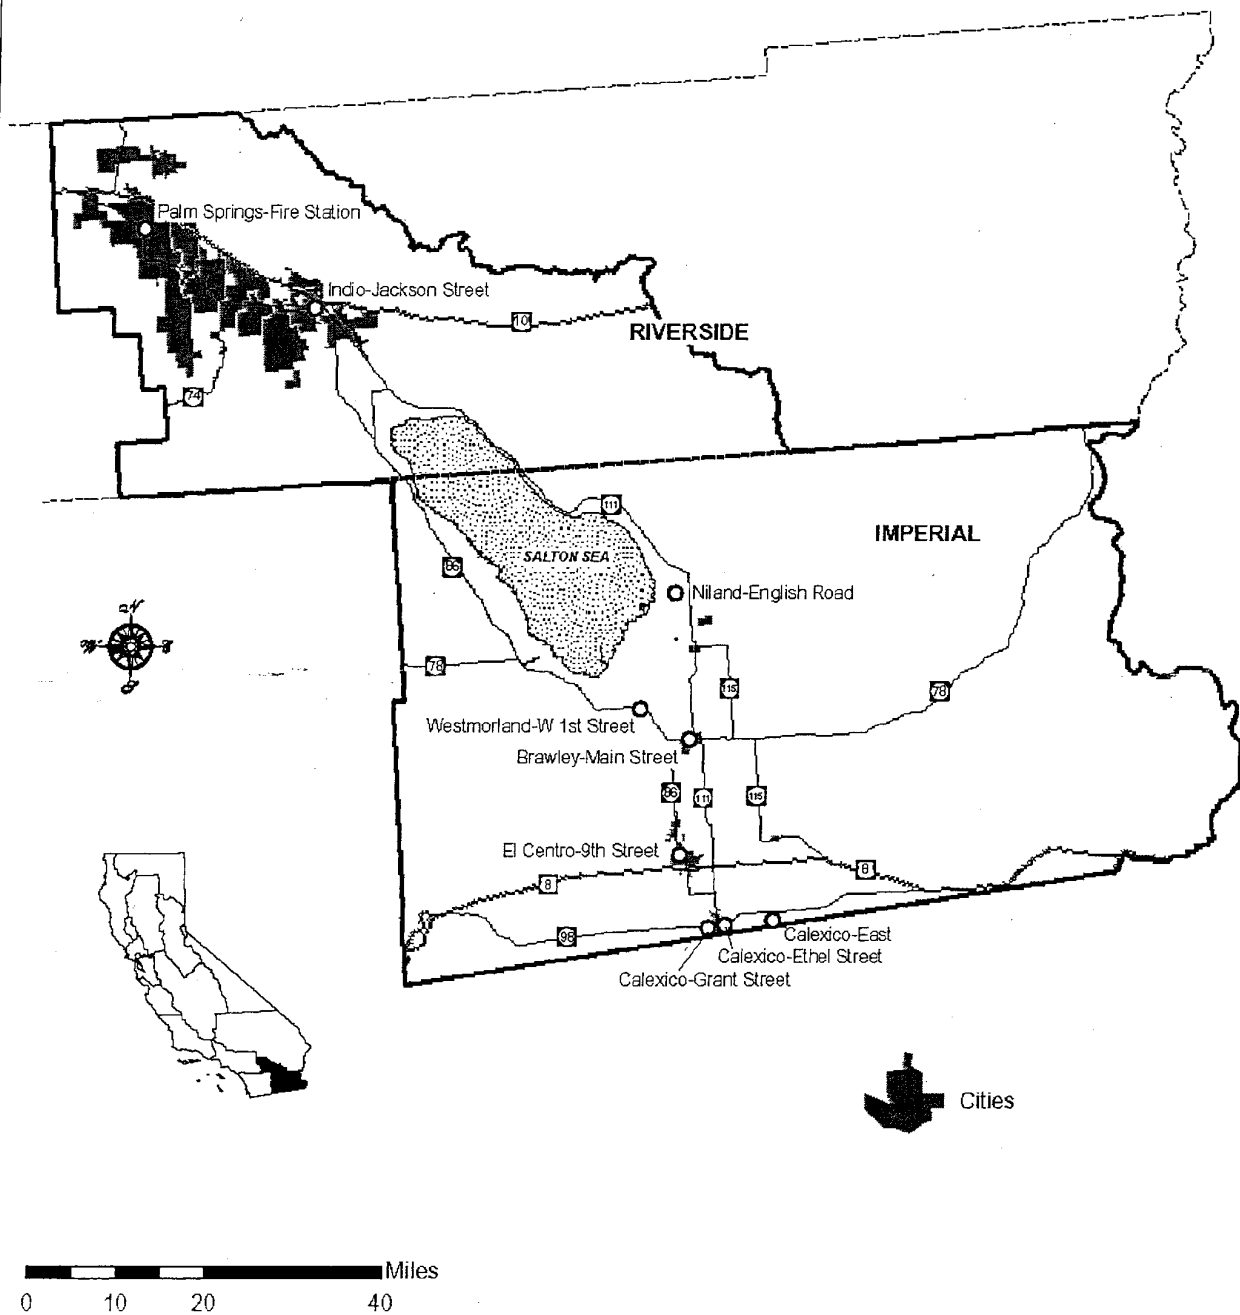 Palm Springs-Fire Station
Indio-Jackson Street
10
RIVERSIDE
74
111
IMPERIAL
SALTON SEA
86
Niland-English Road
N
W
78
115
78
Westmorland-W 1st Street
Brawley-Main Street
86
111
115
El Centro-9th Street
8
8
98
Calexico-East
Calexico-Ethel Street
Calexico-Grant Street
Cities
Miles
0 10 20 40